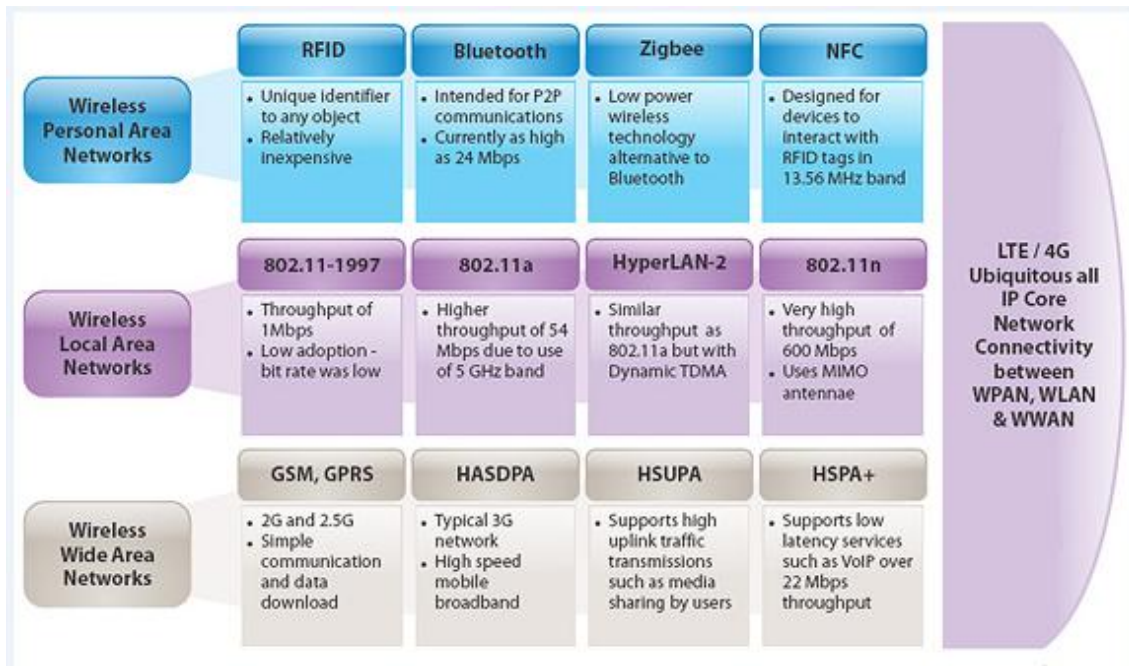 RFID
Bluetooth
Zigbee
NFC
Wireless
Personal Area
Networks
• Unique identifier
to any object
• Relatively
inexpensive
• Intended for P2P
communications
• Currently as high
as 24 Mbps
• Low power
wireless
technology
alternative to
Bluetooth
• Designed for
devices to
interact with
RFID tags in
13.56 MHz band
802.11-1997
802.11a
HyperLAN-2
802.11n
Wireless
Local Area
Networks
• Throughput of
1Mbps
• Low adoption -
bit rate was low
• Higher
throughput of 54
Mbps due to use
of 5 GHz band
• Similar
throughput as
802.11a but with
Dynamic TDMA
• Very high
throughput of
600 Mbps
• Uses MIMO
antennae
GSM, GPRS
HASDPA
HSUPA
HSPA+
Wireless
Wide Area
Networks
• 2G and 2.5G
• Simple
communication
and data
download
• Typical 3G
network
• High speed
mobile
broadband
• Supports high
uplink traffic
transmissions
such as media
sharing by users
• Supports low
latency services
such as VoIP over
22 Mbps
throughput
LTE / 4G
Ubiquitous all
IP Core
Network
Connectivity
between
WPAN, WLAN
& WWAN